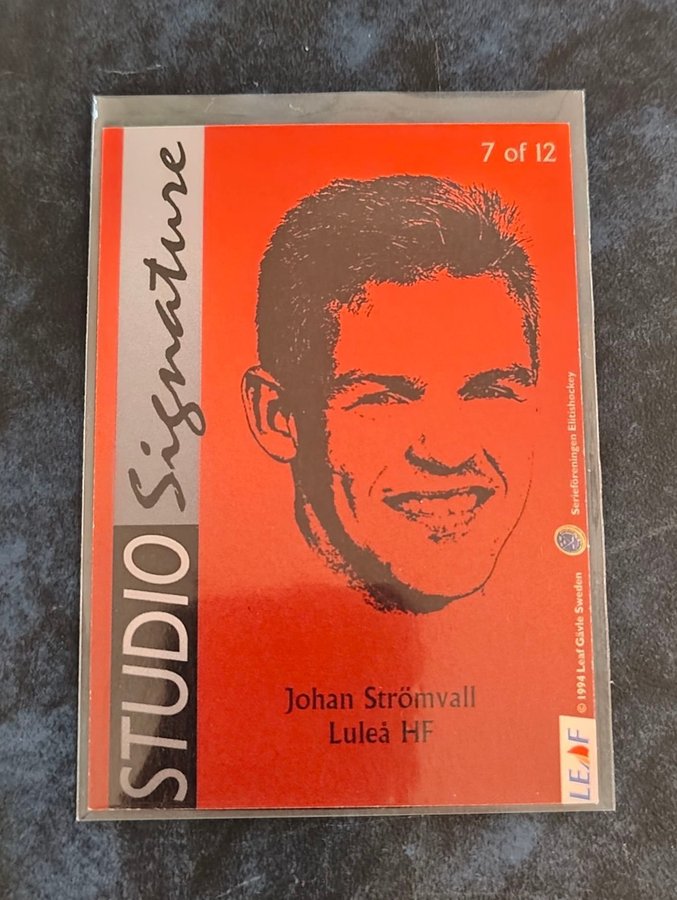 7 of 12
STUDIO Signature
Johan Strömvall
Luleå HF
Serieföreningen Elitishockey
© 1994 Leaf Gävle Sweden
LEAF